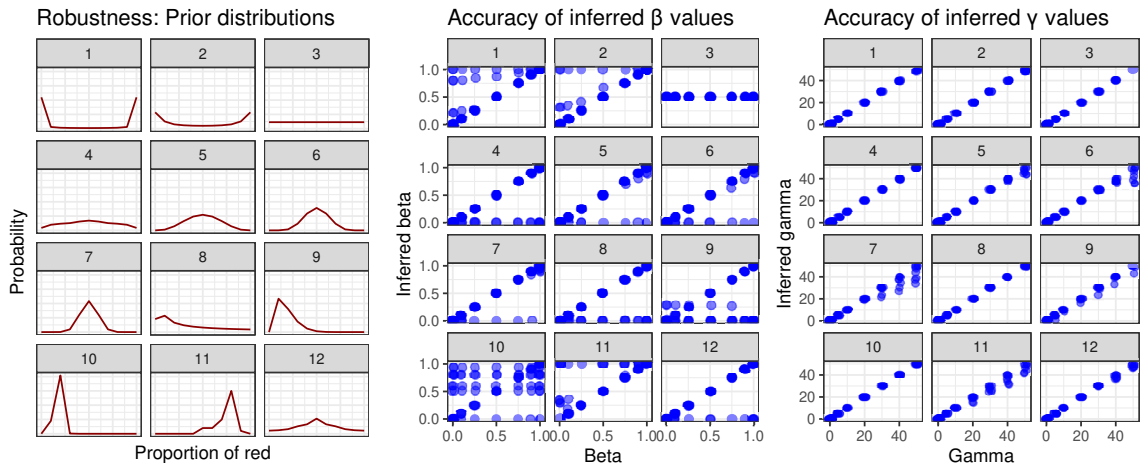 Robustness: Prior distributions
1 2 3
4 5 6
7 8 9
10 11 12
Probability
Proportion of red
Accuracy of inferred β values
1 2 3
1.0
0.5
0.0
4 5 6
1.0
0.5
0.0
7 8 9
1.0
0.5
0.0
10 11 12
1.0
0.5
0.0
0.0 0.5 1.0 0.0 0.5 1.0 0.0 0.5 1.0
Inferred beta
Beta
Accuracy of inferred γ values
1 2 3
40
20
0
4 5 6
40
20
0
7 8 9
40
20
0
10 11 12
40
20
0
0 20 40 0 20 40 0 20 40
Inferred gamma
Gamma